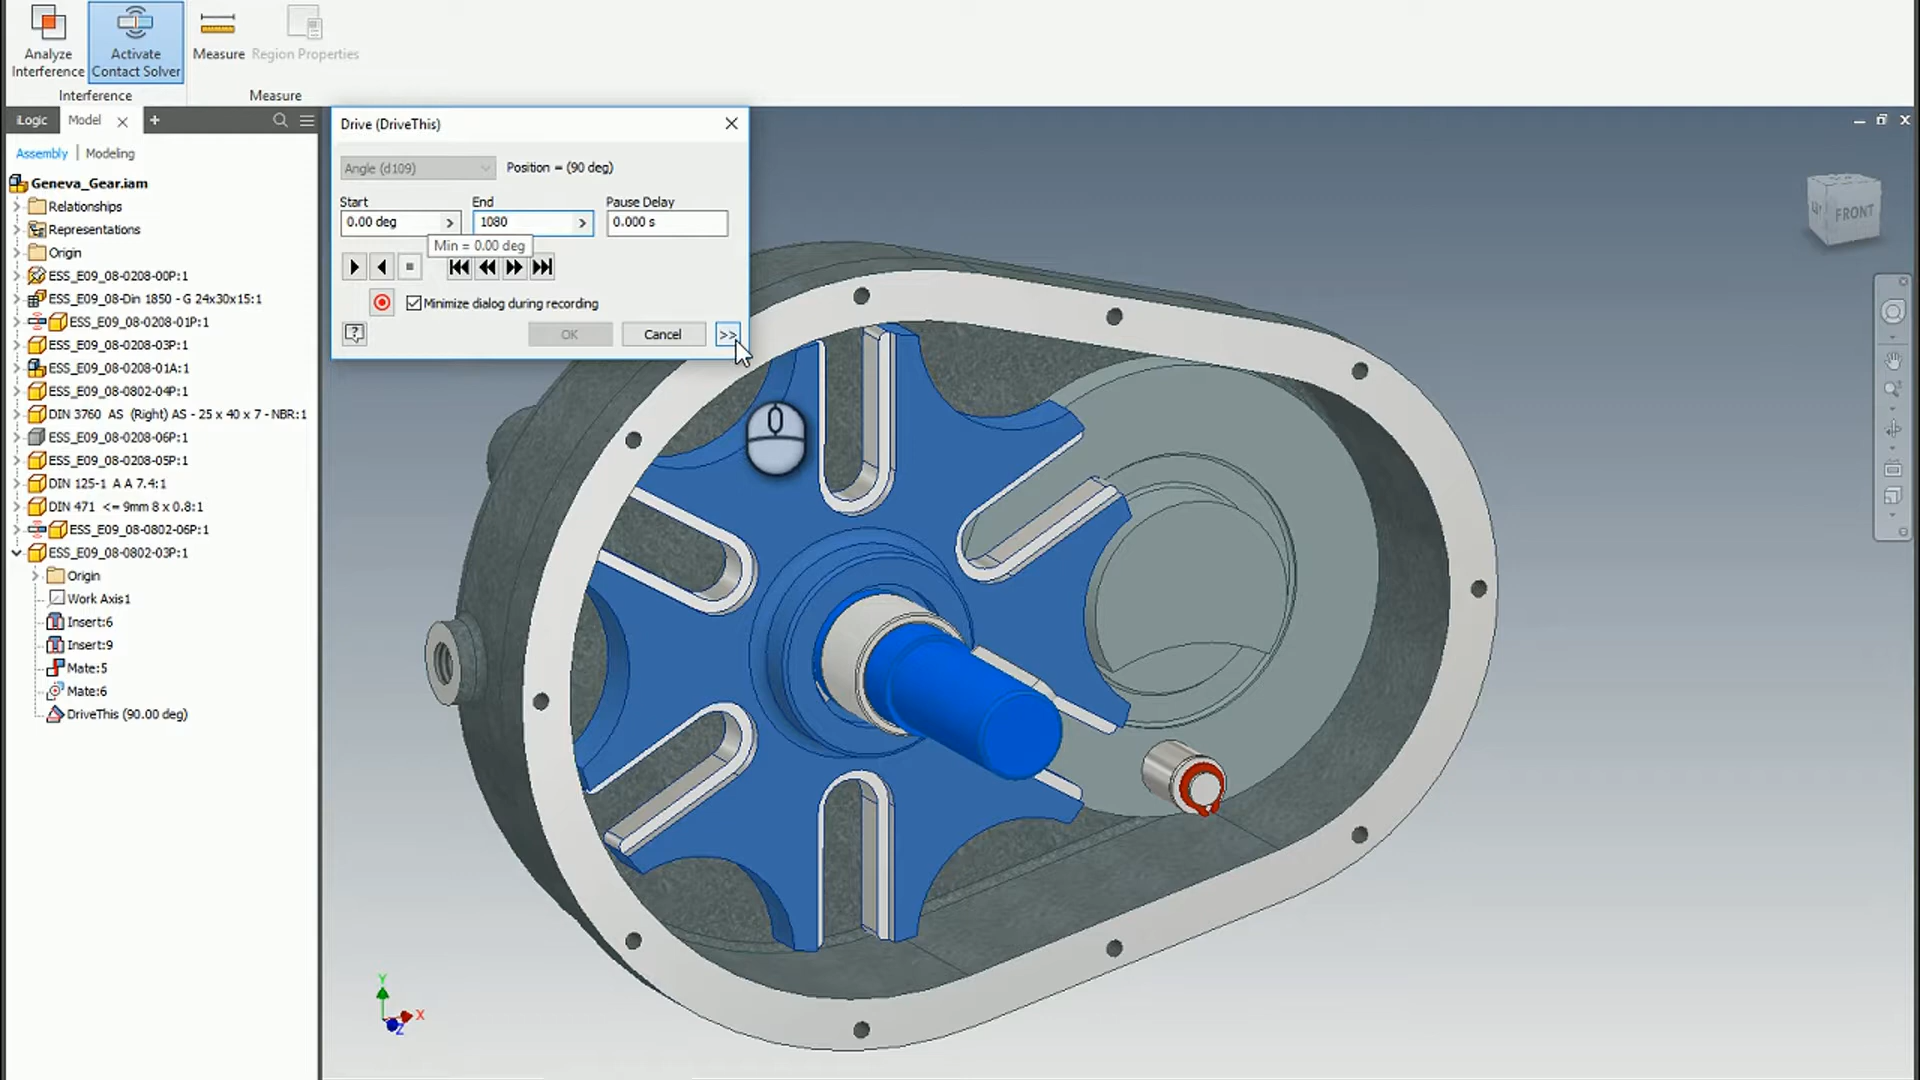 Analyze
Interference
Activate
Contact Solver
Measure
Region Properties
Interference
Measure
iLogic
Model
Assembly
Modeling
Geneva_Gear.iam
Relationships
Representations
Origin
ESS_E09_08-0208-00P:1
ESS_E09_08-Din 1850 - G 24x30x15:1
ESS_E09_08-0208-01P:1
ESS_E09_08-0208-03P:1
ESS_E09_08-0208-01A:1
ESS_E09_08-0802-04P:1
DIN 3760 AS (Right) AS - 25 x 40 x 7 - NBR:1
ESS_E09_08-0208-06P:1
ESS_E09_08-0208-05P:1
DIN 125-1 A A 7.4:1
DIN 471 <= 9mm 8 x 0.8:1
ESS_E09_08-0802-06P:1
ESS_E09_08-0802-03P:1
Origin
Work Axis1
Insert:6
Insert:9
Mate:5
Mate:6
DriveThis (90.00 deg)
Drive (DriveThis)
Angle (d109)
Position = (90 deg)
Start
End
Pause Delay
0.00 deg
1080
0.000 s
Min = 0.00 deg
Minimize dialog during recording
OK
Cancel
>>
FRONT
Y
X
Z